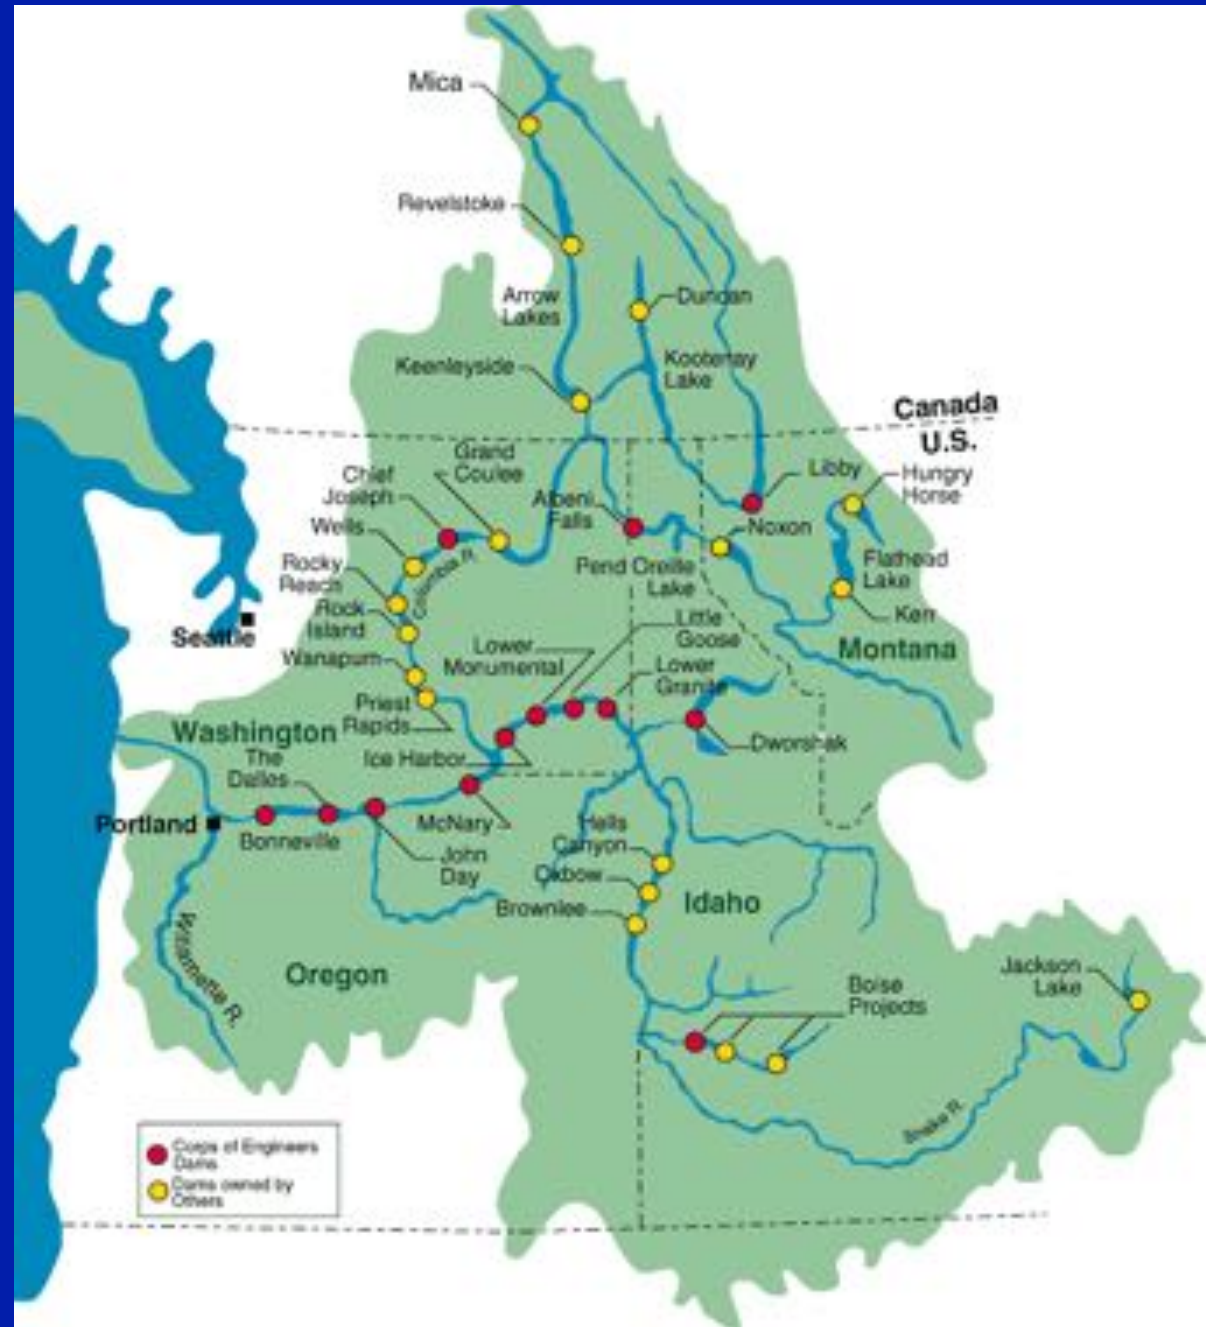 Mica
Revelstoke
Arrow
Lakes
Duncan
Keenleyside
Kootenay
Lake
Canada
U.S.
Grand
Coulee
Chief
Joseph
Libby
Hungry
Horse
Albeni
Falls
Wells
Noxon
Columbia R.
Rocky
Reach
Pend Oreille
Lake
Flathead
Lake
Rock
Island
Kerr
Seattle
Little
Goose
Wanapum
Lower
Monumental
Lower
Granite
Montana
Priest
Rapids
Washington
Ice Harbor
Dworshak
The
Dalles
Portland
Bonneville
McNary
John
Day
Hells
Canyon
Oxbow
Brownlee
Idaho
Willamette R.
Oregon
Boise
Projects
Jackson
Lake
Snake R.
Corps of Engineers
Dams
Dams owned by
Others